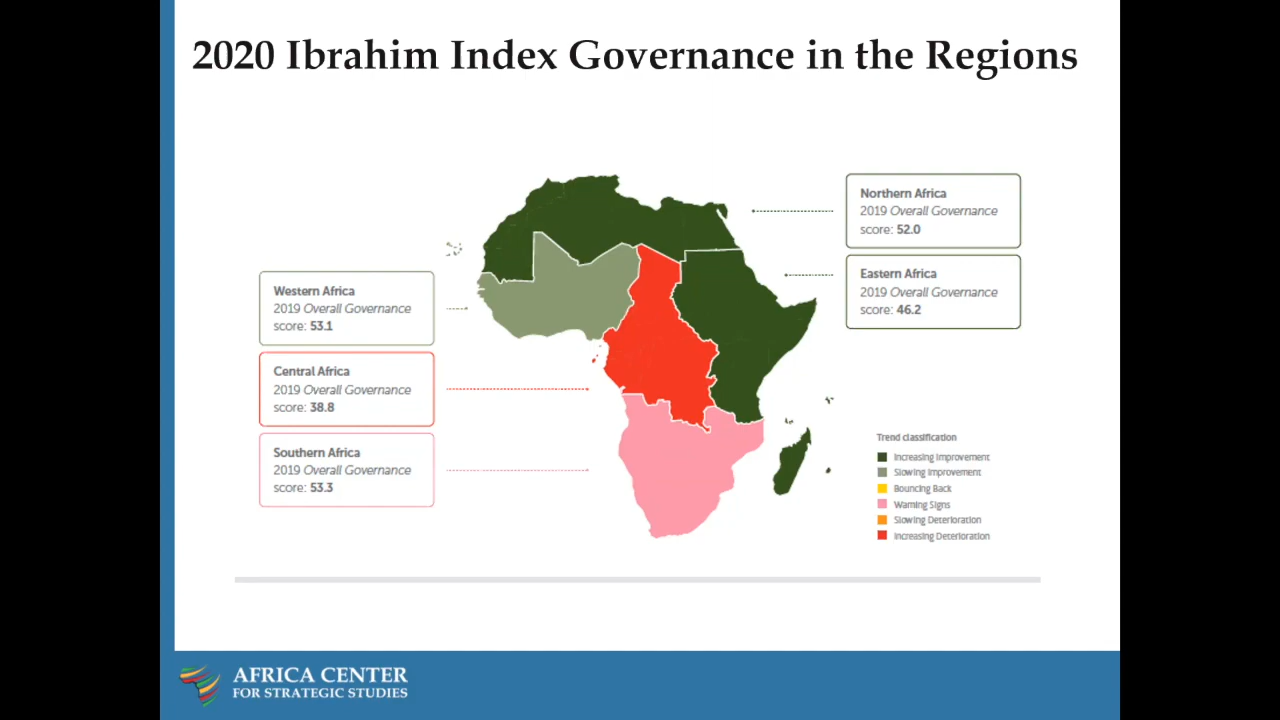 2020 Ibrahim Index Governance in the Regions
Northern Africa
2019 Overall Governance
score: 52.0
Eastern Africa
2019 Overall Governance
score: 46.2
Western Africa
2019 Overall Governance
score: 53.1
Central Africa
2019 Overall Governance
score: 38.8
Southern Africa
2019 Overall Governance
score: 53.3
Trend classification
Increasing Improvement
Slowing Improvement
Bouncing Back
Warning Signs
Slowing Deterioration
Increasing Deterioration
AFRICA CENTER
FOR STRATEGIC STUDIES